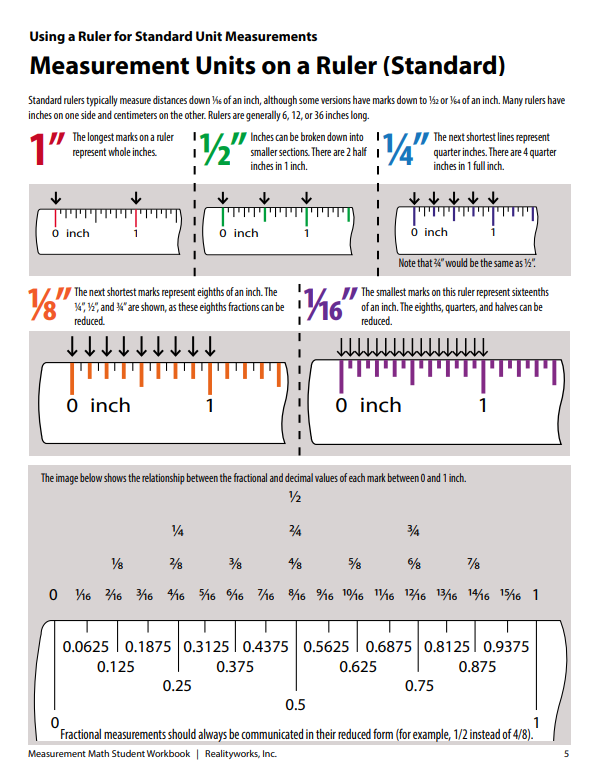 Using a Ruler for Standard Unit Measurements
Measurement Units on a Ruler (Standard)
Standard rulers typically measure distances down ⅟16 of an inch, although some versions have marks down to ⅟32 or ⅟64 of an inch. Many rulers have
inches on one side and centimeters on the other. Rulers are generally 6, 12, or 36 inches long.
1”
The longest marks on a ruler
represent whole inches.
½”
Inches can be broken down into
smaller sections. There are 2 half
inches in 1 inch.
¼”
The next shortest lines represent
quarter inches. There are 4 quarter
inches in 1 full inch.
0 inch 1
0 inch 1
0 inch 1
Note that 2⁄4” would be the same as ½”.
⅛”
The next shortest marks represent eighths of an inch. The
¼”, ½”, and ¾” are shown, as these eighths fractions can be
reduced.
1⁄16”
The smallest marks on this ruler represent sixteenths
of an inch. The eighths, quarters, and halves can be
reduced.
0 inch 1
0 inch 1
The image below shows the relationship between the fractional and decimal values of each mark between 0 and 1 inch.
½
¼ 2⁄4 ¾
⅛ 2⁄8 ⅜ 4⁄8 ⅝ 6⁄8 ⅞
0 1⁄16 2⁄16 3⁄16 4⁄16 5⁄16 6⁄16 7⁄16 8⁄16 9⁄16 10⁄16 11⁄16 12⁄16 13⁄16 14⁄16 15⁄16 1
0.0625 0.1875 0.3125 0.4375 0.5625 0.6875 0.8125 0.9375
0.125 0.375 0.625 0.875
0.25 0.75
0.5
0 1
Fractional measurements should always be communicated in their reduced form (for example, 1/2 instead of 4/8).
Measurement Math Student Workbook | Realityworks, Inc. 5